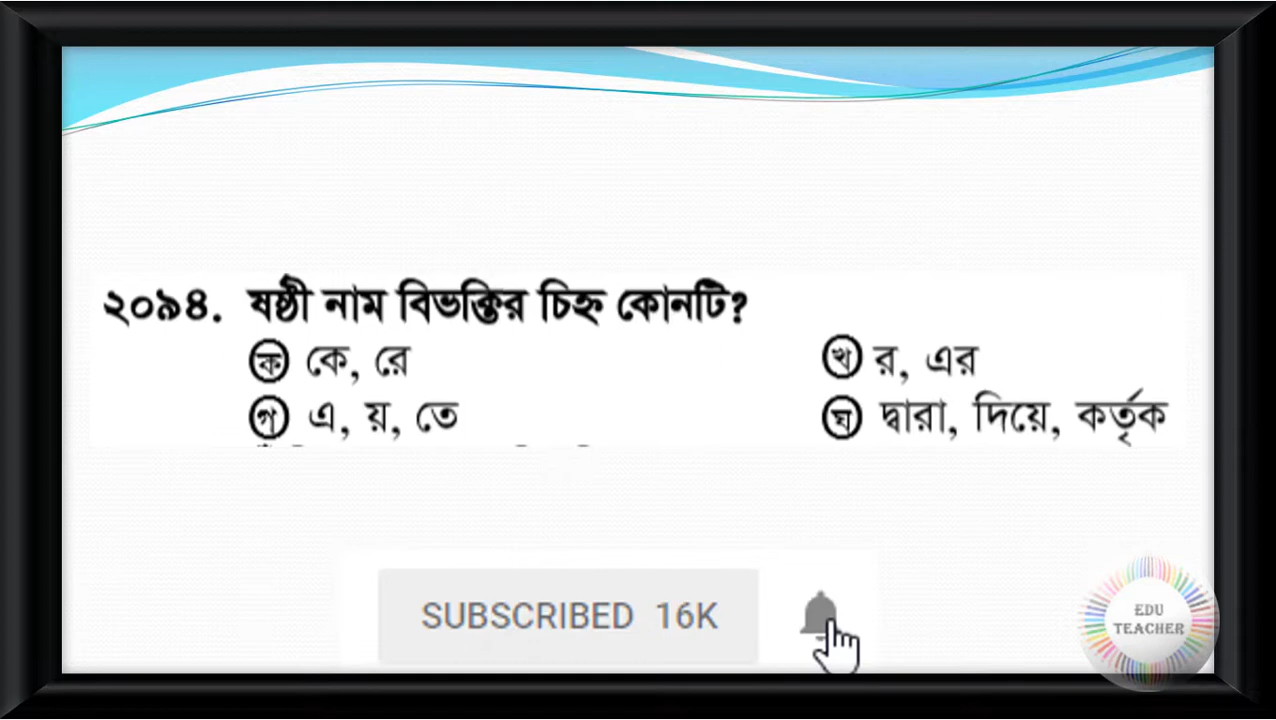 ২০৯৪. ষষ্ঠী নাম বিভক্তির চিহ্ন কোনটি?
ক কে, রে
খ র, এর
গ এ, য়, তে
ঘ দ্বারা, দিয়ে, কর্তৃক
SUBSCRIBED 16K
EDU
TEACHER